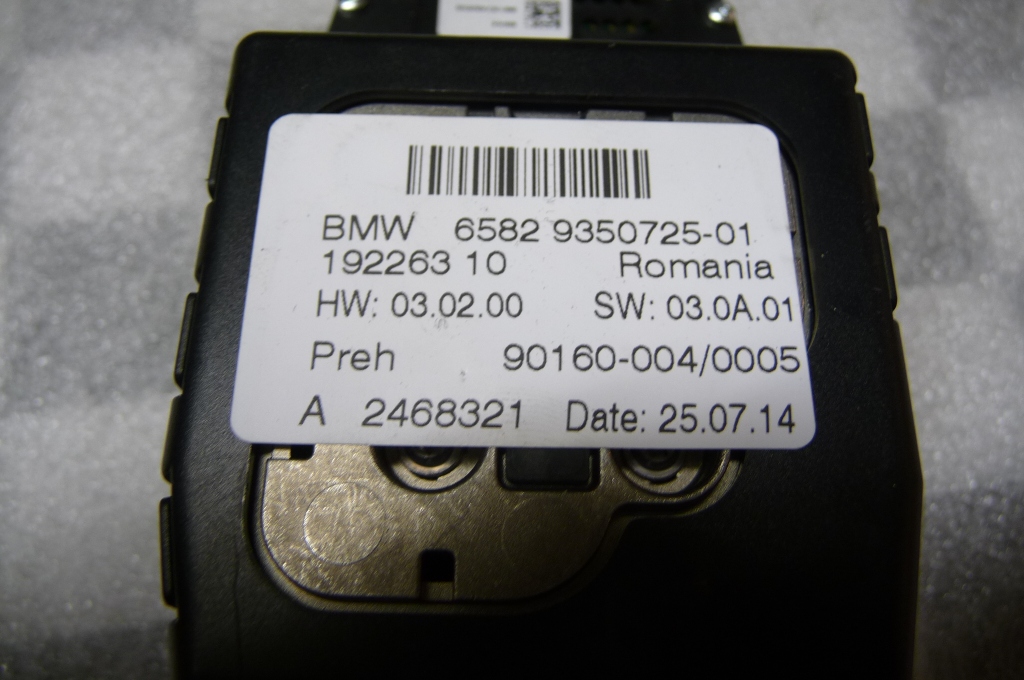 BMW 6582 9350725-01
192263 10 Romania
HW: 03.02.00 SW: 03.0A.01
Preh 90160-004/0005
A 2468321 Date: 25.07.14